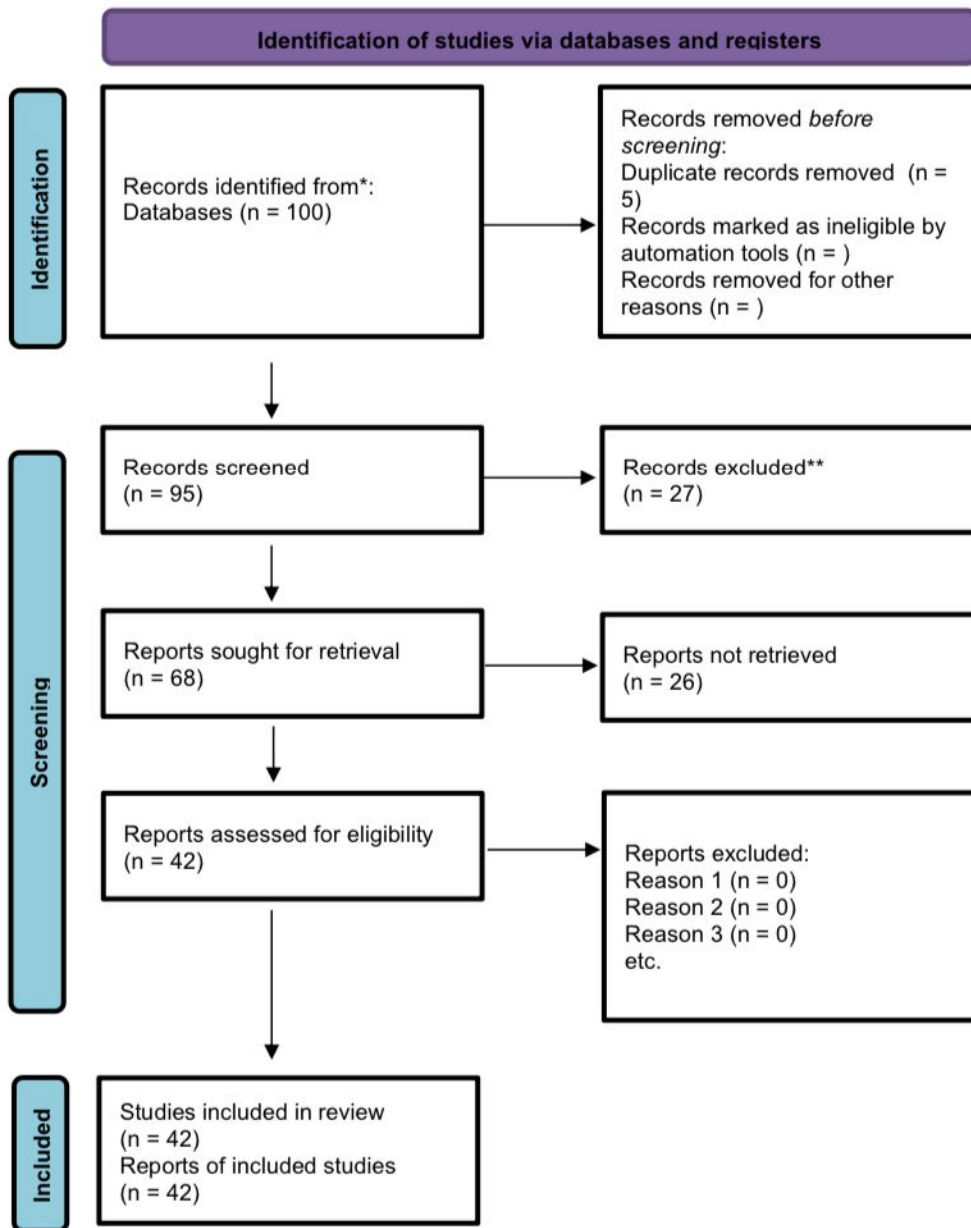 Identification of studies via databases and registers
Identification
Records identified from*:
Databases (n = 100)
Records removed before
screening:
Duplicate records removed (n =
5)
Records marked as ineligible by
automation tools (n = )
Records removed for other
reasons (n = )
Screening
Records screened
(n = 95)
Records excluded**
(n = 27)
Reports sought for retrieval
(n = 68)
Reports not retrieved
(n = 26)
Reports assessed for eligibility
(n = 42)
Reports excluded:
Reason 1 (n = 0)
Reason 2 (n = 0)
Reason 3 (n = 0)
etc.
Included
Studies included in review
(n = 42)
Reports of included studies
(n = 42)